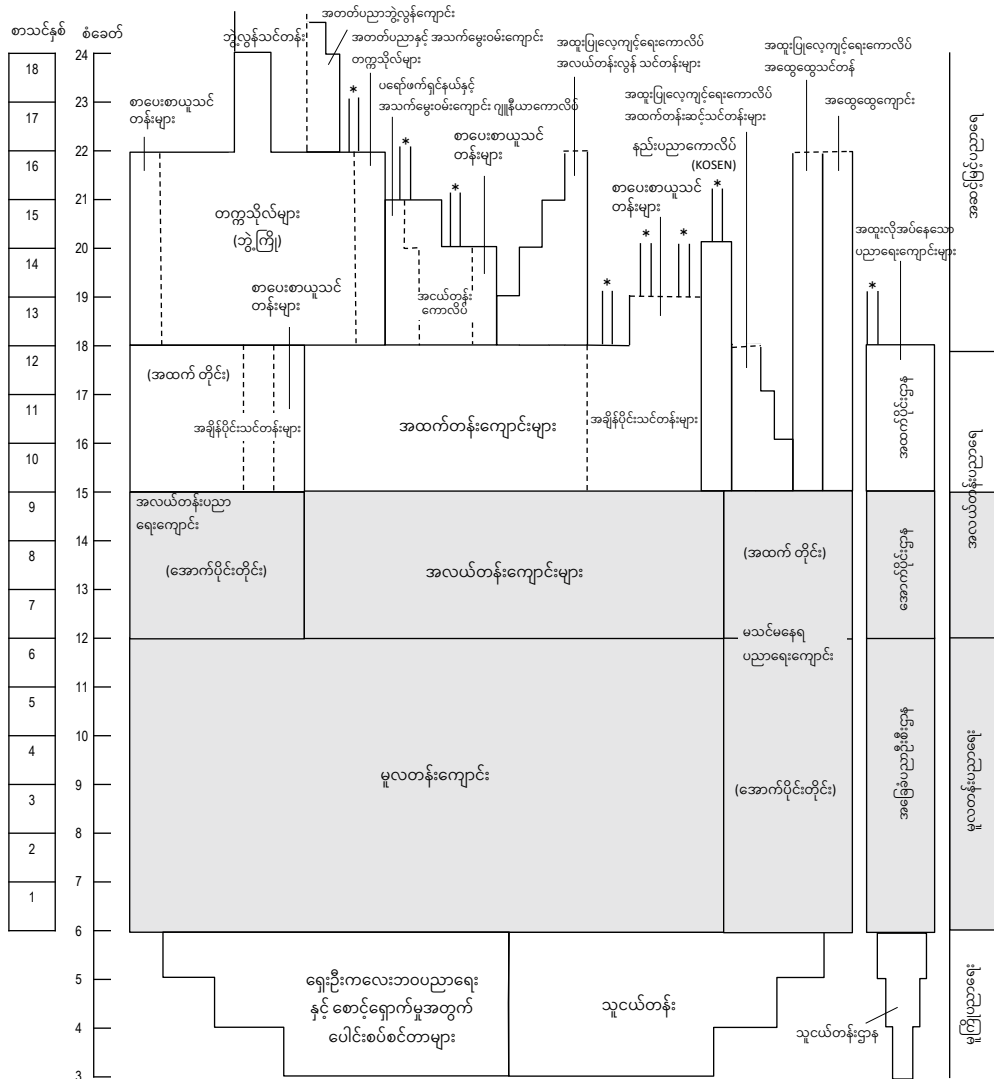 စာသင်နှစ်
စံခေတ်
24
23
22
21
20
19
18
17
16
15
14
13
12
11
10
9
8
7
6
5
4
3
18
17
16
15
14
13
12
11
10
9
8
7
6
5
4
3
2
1
အတတ်ပညာဘွဲ့လွန်ကျောင်း
ဘွဲ့လွန်သင်တန်း
အတတ်ပညာနှင့် အသက်မွေးဝမ်းကျောင်း
တက္ကသိုလ်များ
ပရော်ဖက်ရှင်နယ်နှင့်
အသက်မွေးဝမ်းကျောင်း ဂျူနီယာကောလိပ်
စာပေးစာယူသင်
တန်းများ
*
*
စာပေးစာယူသင်
တန်းများ
*
အထူးပြုလေ့ကျင့်ရေးကောလိပ်
အလယ်တန်းလွန် သင်တန်းများ
အထူးပြုလေ့ကျင့်ရေးကောလိပ်
အထက်တန်းဆင့်သင်တန်းများ
နည်းပညာကောလိပ်
(KOSEN)
*
စာပေးစာယူသင်
တန်းများ
*
*
*
အထူးပြုလေ့ကျင့်ရေးကောလိပ်
အထွေထွေသင်တန်
အထွေထွေကျောင်း
အထူးလိုအပ်နေသော
ပညာရေးကျောင်းများ
*
တက္ကသိုလ်များ
(ဘွဲ့ကြို)
စာပေးစာယူသင်
တန်းများ
အငယ်တန်း
ကောလိပ်
(အထက် တိုင်း)
အချိန်ပိုင်းသင်တန်းများ
အထက်တန်းကျောင်းများ
အချိန်ပိုင်းသင်တန်းများ
အလယ်တန်းပညာ
ရေးကျောင်း
(အောက်ပိုင်းတိုင်း)
အလယ်တန်းကျောင်းများ
(အထက် တိုင်း)
မသင်မနေရ
ပညာရေးကျောင်း
မူလတန်းကျောင်း
(အောက်ပိုင်းတိုင်း)
ရှေးဦးကလေးဘဝပညာရေး
နှင့် စောင့်ရှောက်မှုအတွက်
ပေါင်းစပ်စင်တာများ
သူငယ်တန်း
သူငယ်တန်းဌာန